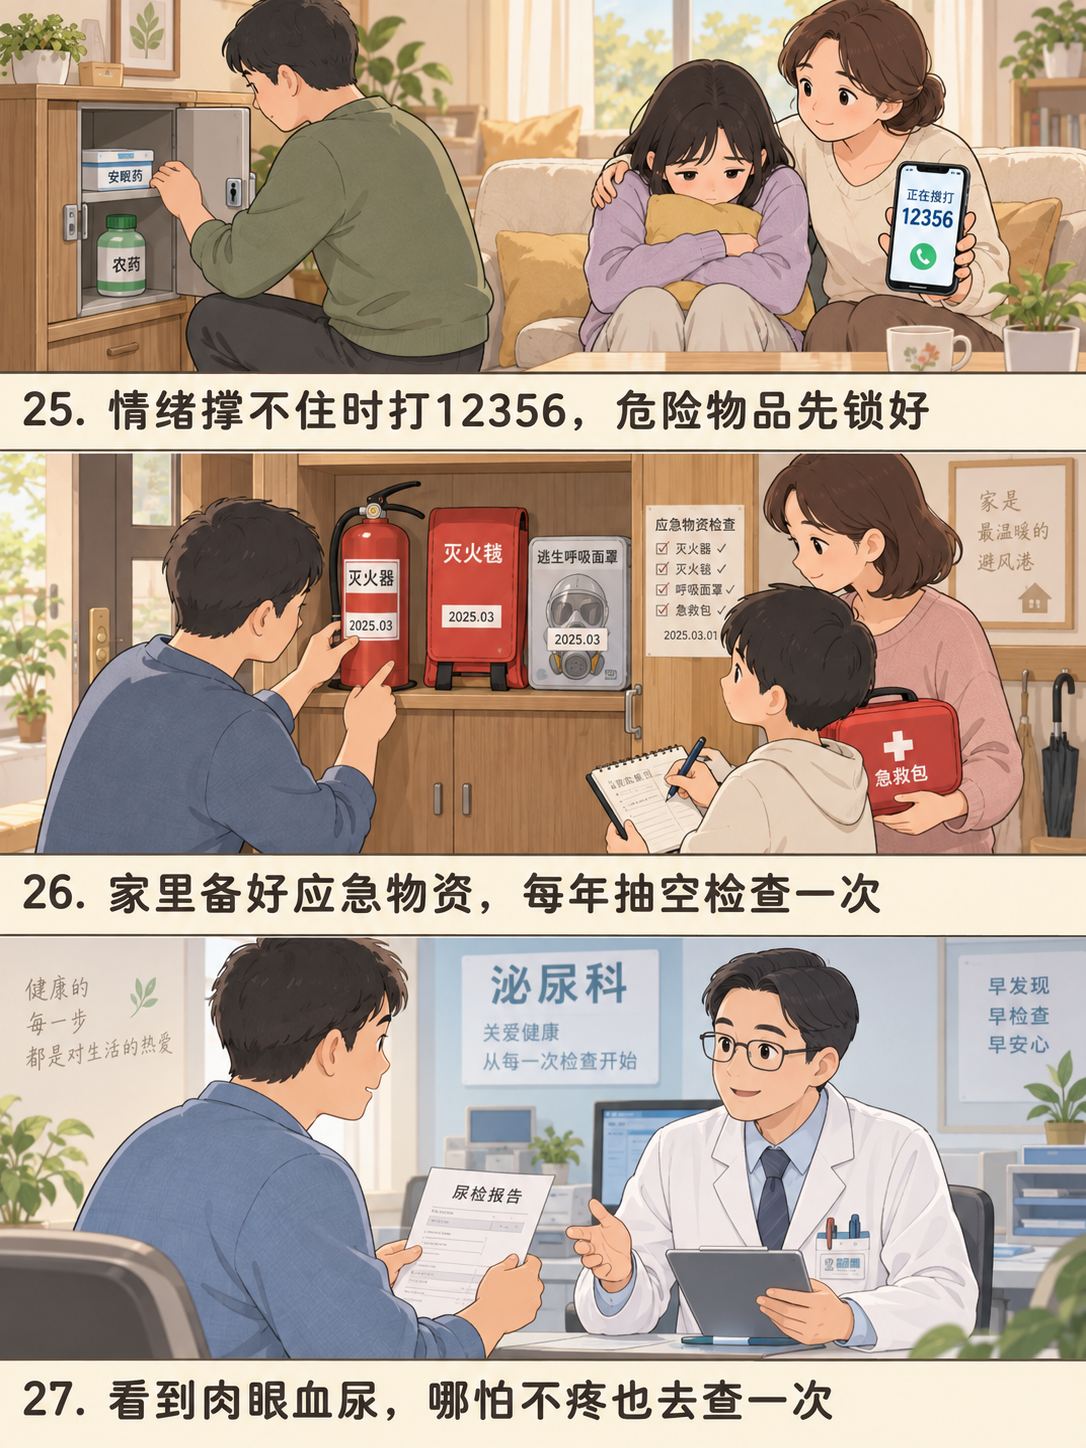 安眠药
农药
正在拨打
12356
25. 情绪撑不住时打12356，危险物品先锁好
灭火器
2025.03
灭火毯
2025.03
逃生呼吸面罩
2025.03
应急物资检查
☑ 灭火器 ✓
☑ 灭火毯 ✓
☑ 呼吸面罩 ✓
☑ 急救包 ✓
2025.03.01
家是
最温暖的
避风港
急救包
26. 家里备好应急物资，每年抽空检查一次
健康的
每一步
都是对生活的热爱
泌尿科
关爱健康
从每一次检查开始
早发现
早检查
早安心
尿检报告
27. 看到肉眼血尿，哪怕不疼也去查一次